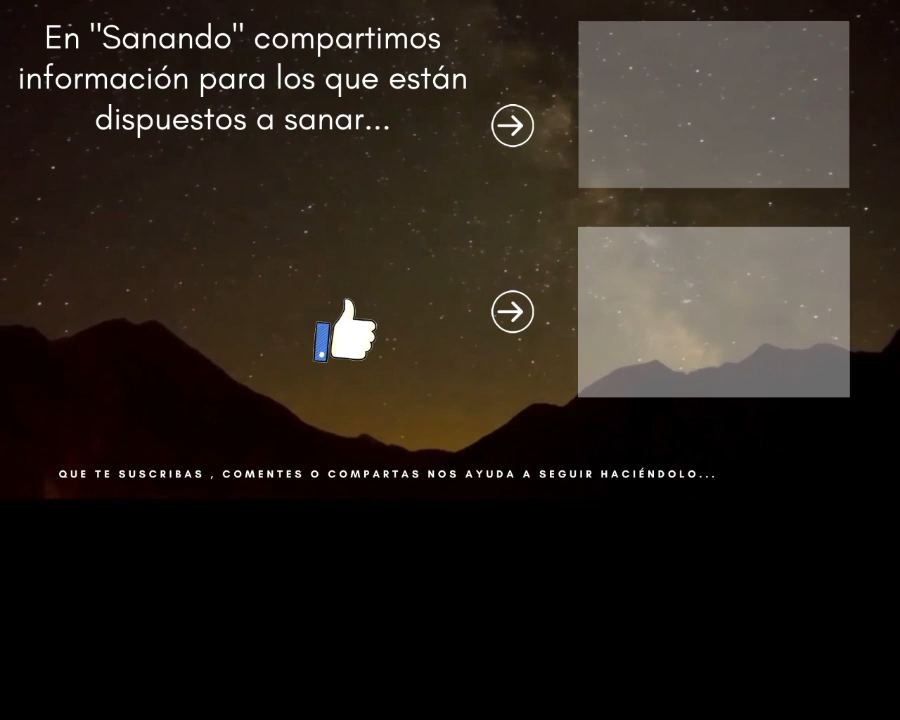 En "Sanando" compartimos
información para los que están
dispuestos a sanar...
QUE TE SUSCRIBAS , COMENTES O COMPARTAS NOS AYUDA A SEGUIR HACIÉNDOLO...